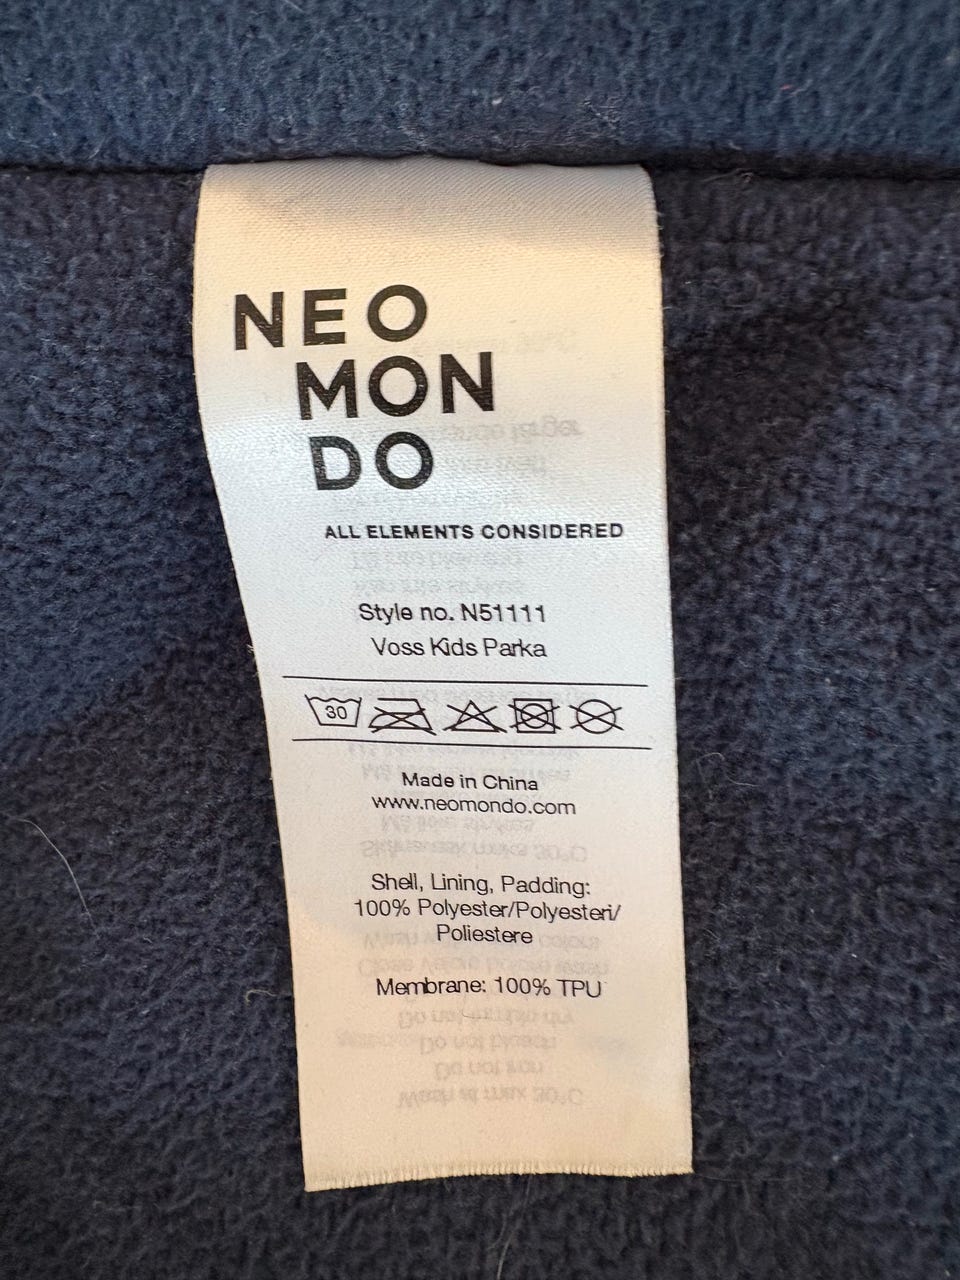 NEO
MON
DO
ALL ELEMENTS CONSIDERED
Style no. N51111
Voss Kids Parka
30
Made in China
www.neomondo.com
Shell, Lining, Padding:
100% Polyester/Polyesteri/
Poliestere
Membrane: 100% TPU